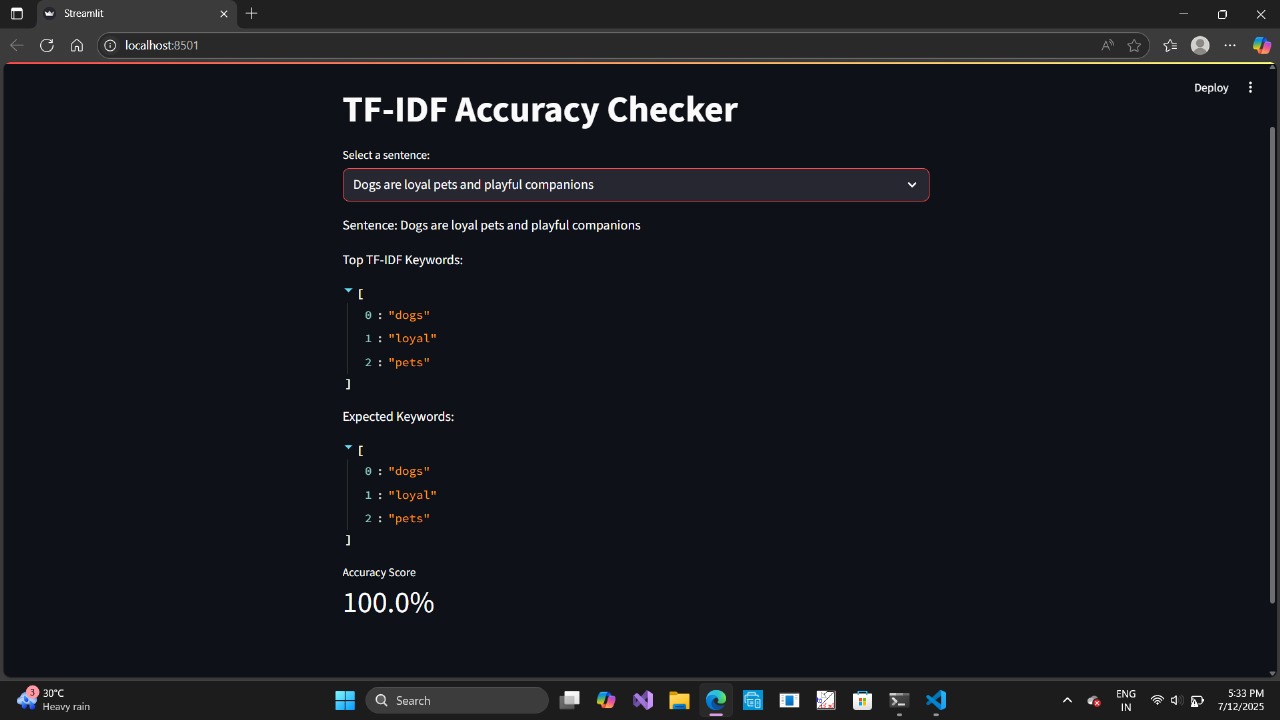 Streamlit
localhost:8501
Deploy
TF-IDF Accuracy Checker
Select a sentence:
Dogs are loyal pets and playful companions
Sentence: Dogs are loyal pets and playful companions
Top TF-IDF Keywords:
[
0 : "dogs"
1 : "loyal"
2 : "pets"
]
Expected Keywords:
[
0 : "dogs"
1 : "loyal"
2 : "pets"
]
Accuracy Score
100.0%
3
30°C
Heavy rain
Search
ENG
IN
5:33 PM
7/12/2025